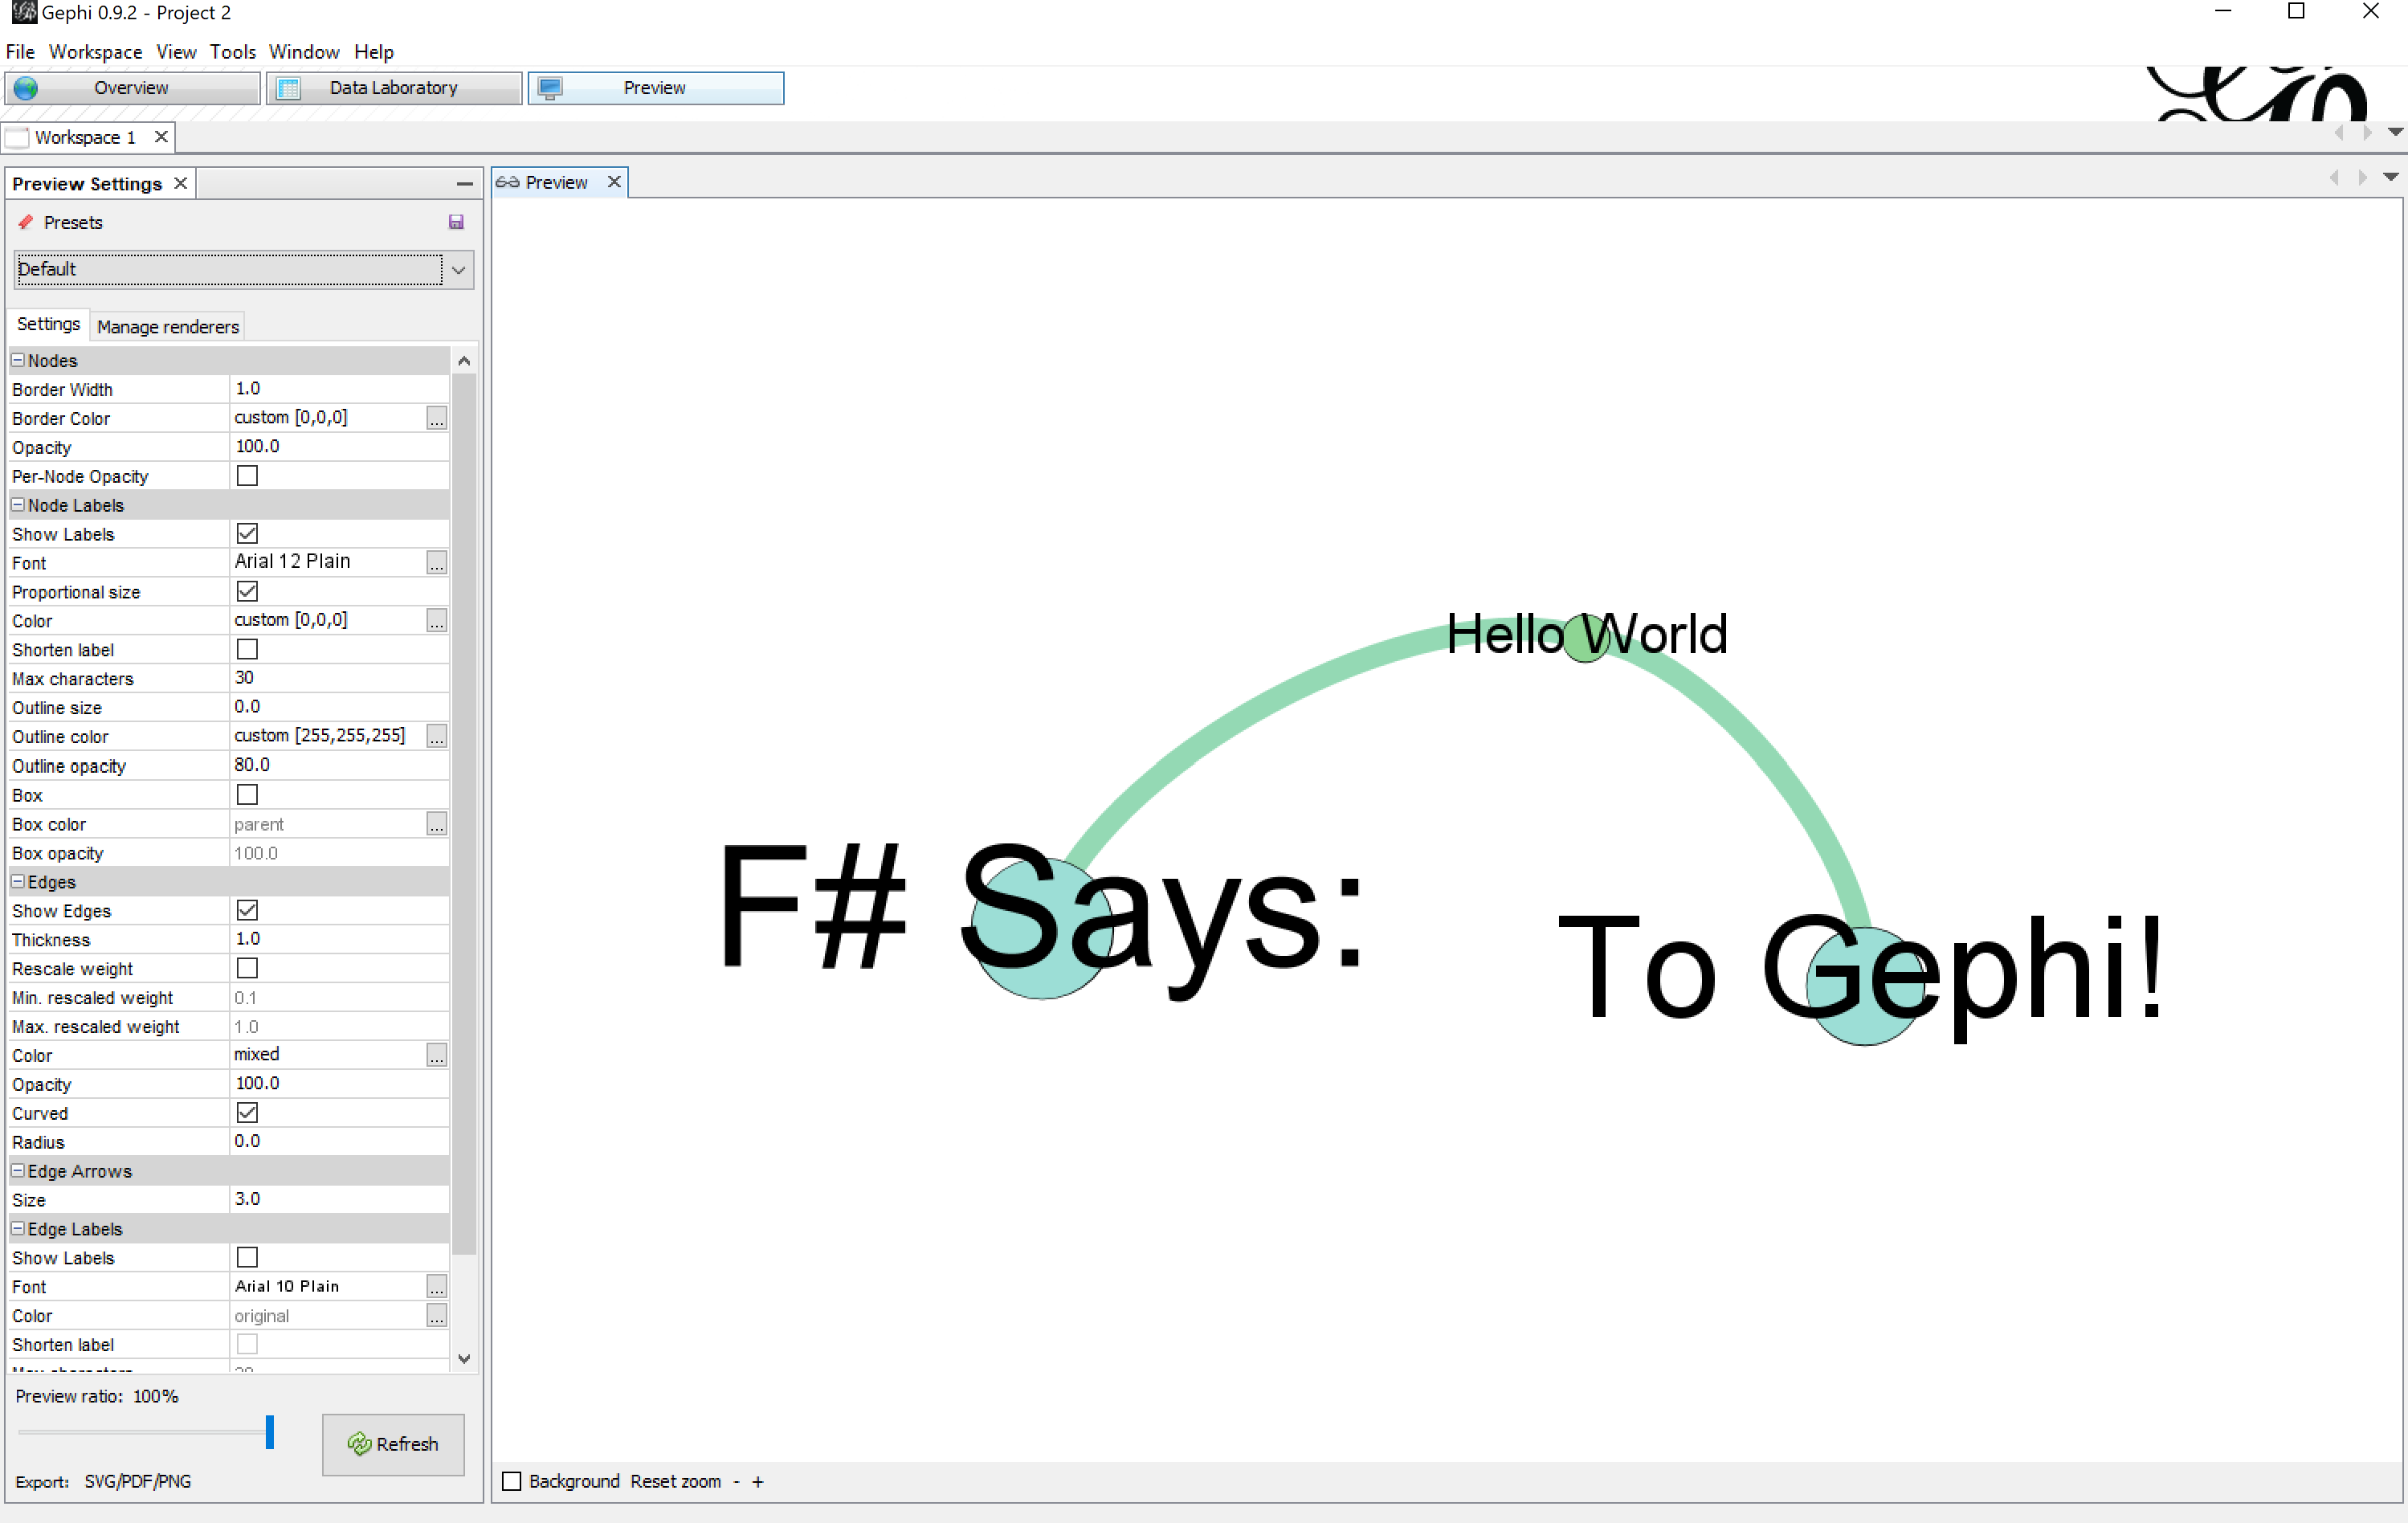 Gephi 0.9.2 - Project 2
File Workspace View Tools Window Help
Overview Data Laboratory Preview
Workspace 1
Preview Settings
Presets
Default
Settings Manage renderers
Nodes
Border Width 1.0
Border Color custom [0,0,0] ...
Opacity 100.0
Per-Node Opacity
Node Labels
Show Labels
Font Arial 12 Plain ...
Proportional size
Color custom [0,0,0] ...
Shorten label
Max characters 30
Outline size 0.0
Outline color custom [255,255,255] ...
Outline opacity 80.0
Box
Box color parent ...
Box opacity 100.0
Edges
Show Edges
Thickness 1.0
Rescale weight
Min. rescaled weight 0.1
Max. rescaled weight 1.0
Color mixed ...
Opacity 100.0
Curved
Radius 0.0
Edge Arrows
Size 3.0
Edge Labels
Show Labels
Font Arial 10 Plain ...
Color original ...
Shorten label
Preview ratio: 100%
Refresh
Export: SVG/PDF/PNG
Preview
Hello World
F# Says:
To Gephi!
Background Reset zoom - +